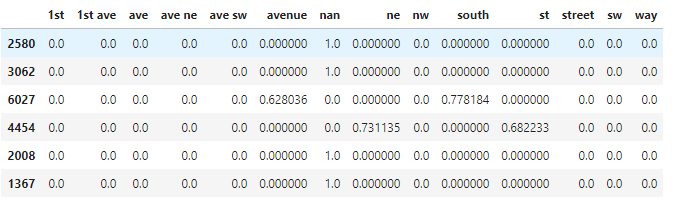 1st 1st ave ave ave ne ave sw avenue nan ne nw south st street sw way
2580 0.0 0.0 0.0 0.0 0.0 0.000000 1.0 0.000000 0.0 0.000000 0.000000 0.0 0.0 0.0
3062 0.0 0.0 0.0 0.0 0.0 0.000000 1.0 0.000000 0.0 0.000000 0.000000 0.0 0.0 0.0
6027 0.0 0.0 0.0 0.0 0.0 0.628036 0.0 0.000000 0.0 0.778184 0.000000 0.0 0.0 0.0
4454 0.0 0.0 0.0 0.0 0.0 0.000000 0.0 0.731135 0.0 0.000000 0.682233 0.0 0.0 0.0
2008 0.0 0.0 0.0 0.0 0.0 0.000000 1.0 0.000000 0.0 0.000000 0.000000 0.0 0.0 0.0
1367 0.0 0.0 0.0 0.0 0.0 0.000000 1.0 0.000000 0.0 0.000000 0.000000 0.0 0.0 0.0